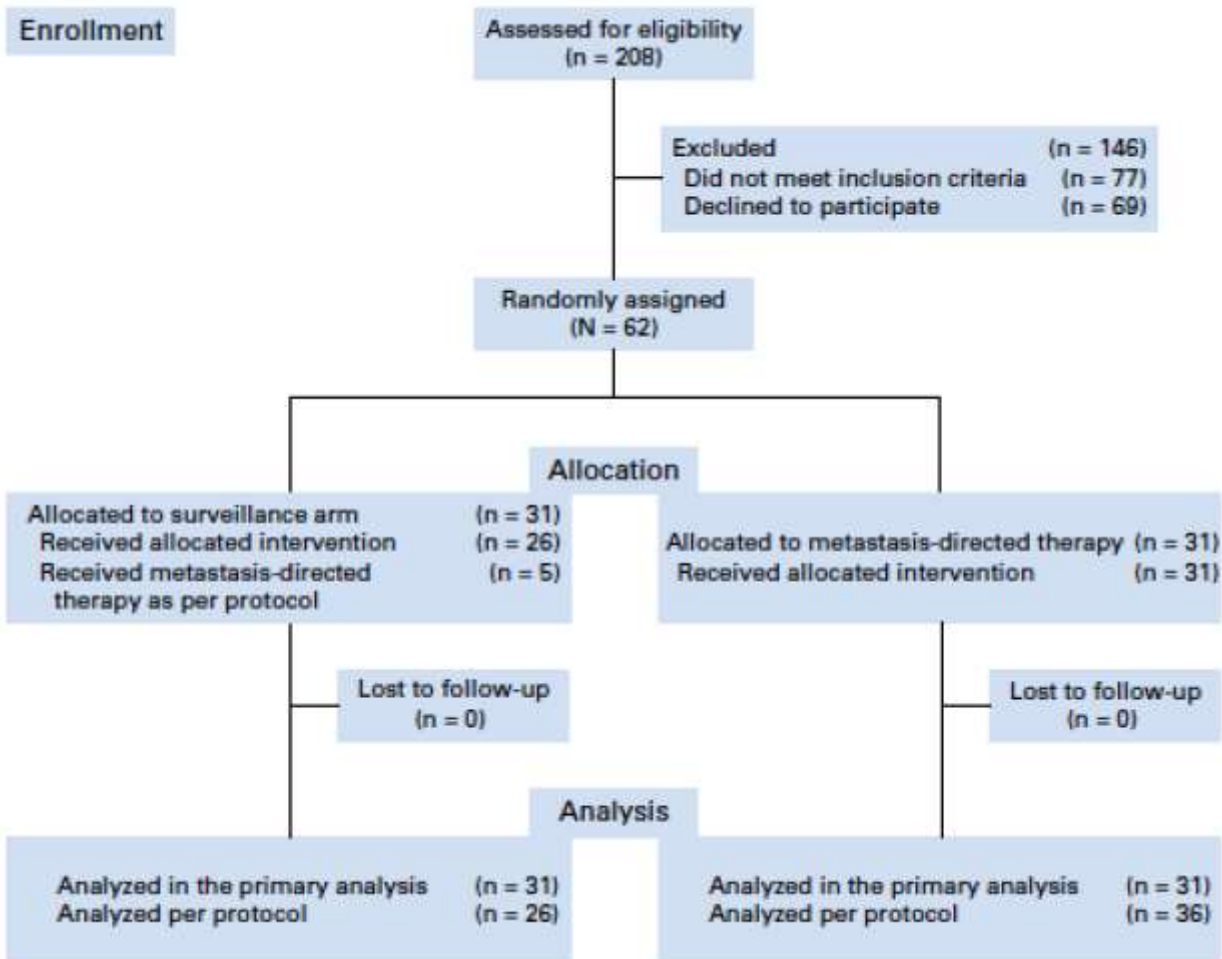 Enrollment
Assessed for eligibility
(n = 208)
Excluded (n = 146)
Did not meet inclusion criteria (n = 77)
Declined to participate (n = 69)
Randomly assigned
(N = 62)
Allocation
Allocated to surveillance arm (n = 31)
Received allocated intervention (n = 26)
Received metastasis-directed (n = 5)
therapy as per protocol
Allocated to metastasis-directed therapy (n = 31)
Received allocated intervention (n = 31)
Lost to follow-up
(n = 0)
Lost to follow-up
(n = 0)
Analysis
Analyzed in the primary analysis (n = 31)
Analyzed per protocol (n = 26)
Analyzed in the primary analysis (n = 31)
Analyzed per protocol (n = 36)